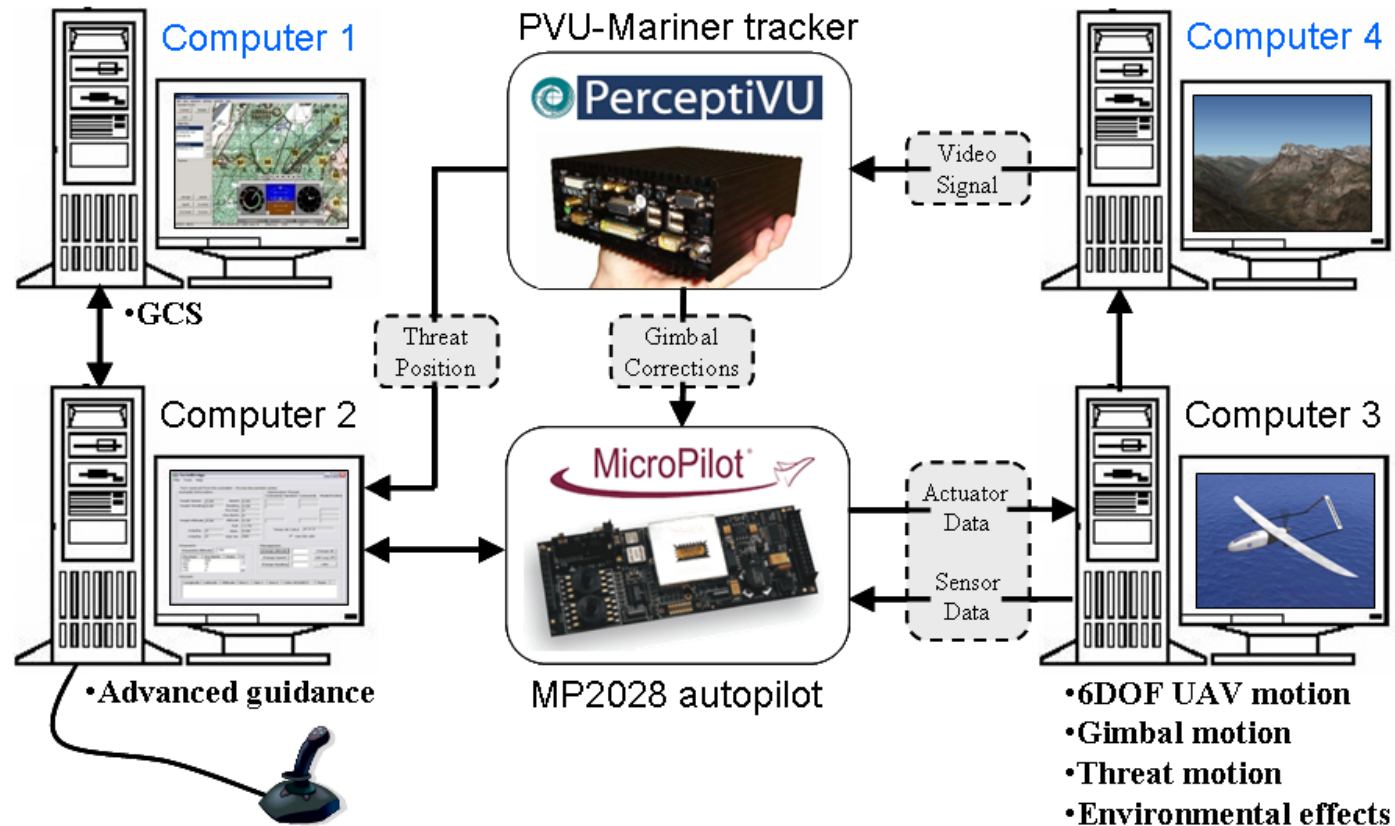 Computer 1
PVU-Mariner tracker
Computer 4
PerceptiVU
Video
Signal
•GCS
Threat
Position
Gimbal
Corrections
Computer 2
Computer 3
MicroPilot
Actuator
Data
Sensor
Data
•Advanced guidance
MP2028 autopilot
•6DOF UAV motion
•Gimbal motion
•Threat motion
•Environmental effects